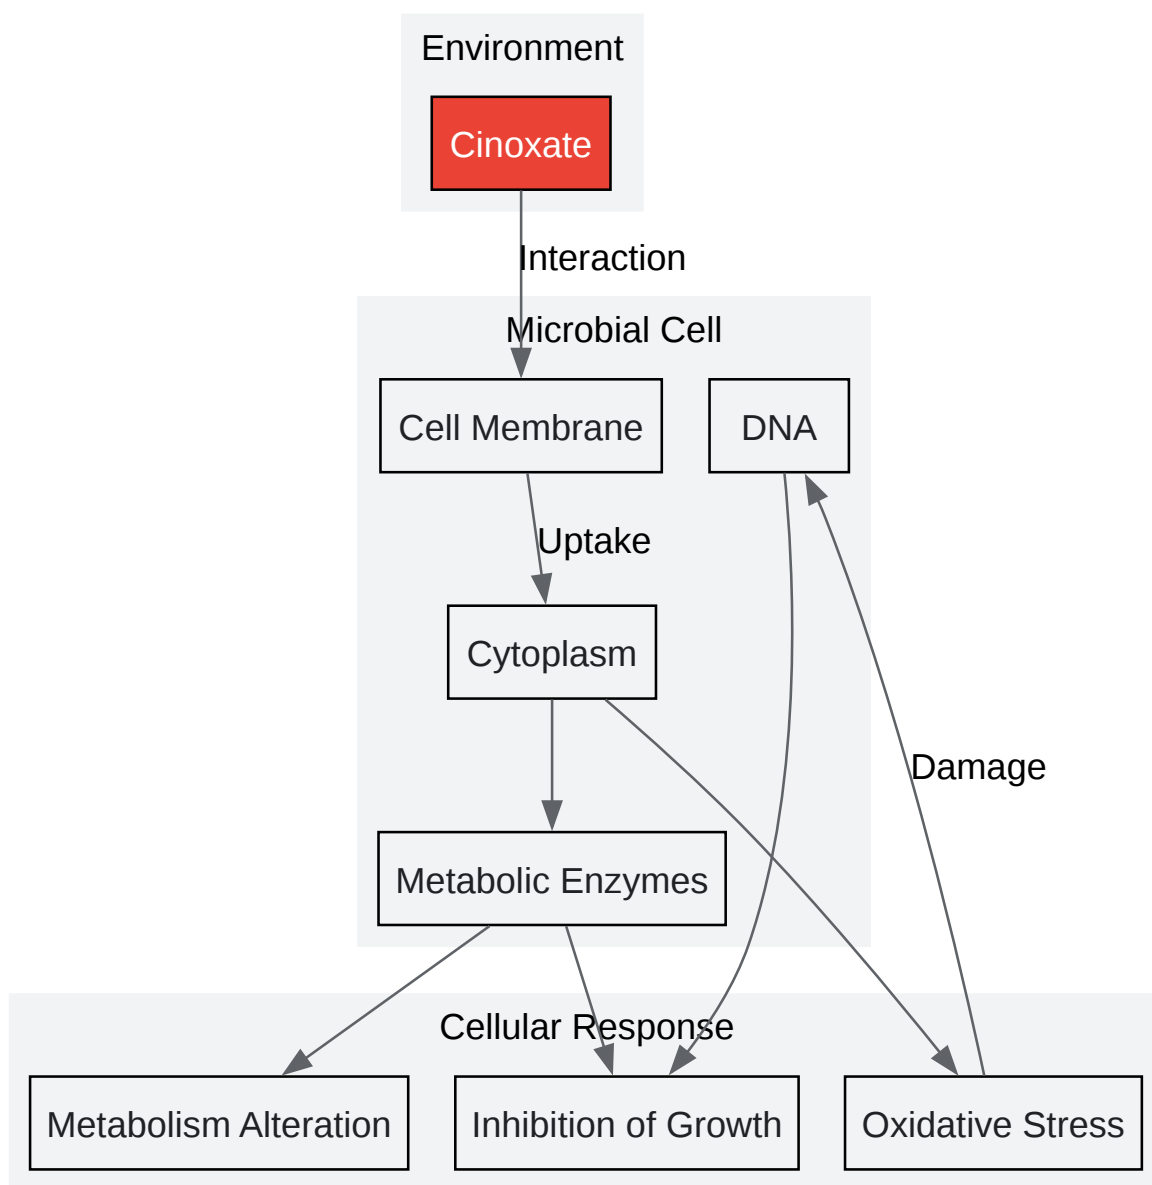 Environment
Cinoxate
Interaction
Microbial Cell
Cell Membrane
DNA
Uptake
Cytoplasm
Damage
Metabolic Enzymes
Cellular Response
Metabolism Alteration
Inhibition of Growth
Oxidative Stress